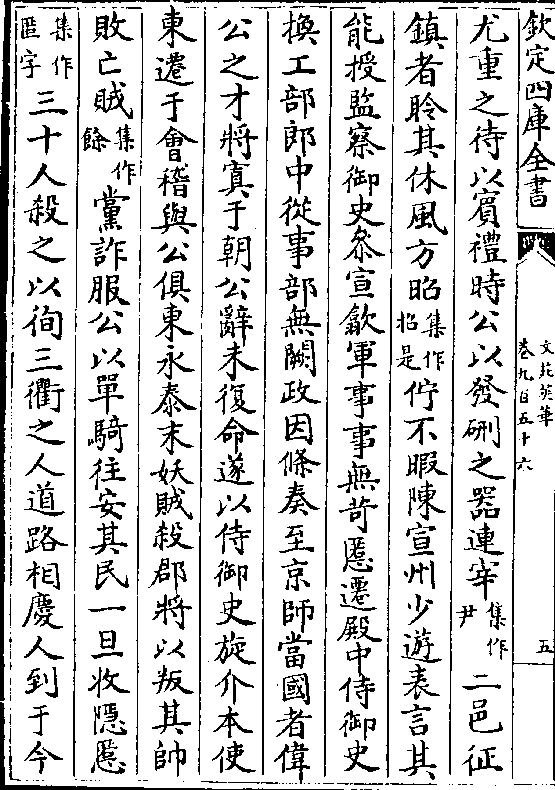 欽定四庫全書
文苑英華
卷九百五十六
五
尤重之待以賓禮時公以發硎之器連宰集作尹二邑征
鎮者聆其休風方昭集作招是佇不暇陳宣州少遊表言其
能授監察御史叅宣歙軍事事無苛慝遷殿中侍御史
換工部郎中從事部無闕政因條奏至京師當國者偉
公之才將寘于朝公辭未復命遂以侍御史旋介本使
東遷于會稽與公俱東永泰末妖賊殺郡將以叛其帥
敗亡賊集作餘黨詐服公以單騎往安其民一旦收隠慝
集作匿字三十人殺之以徇三衢之人道路相慶人到于今